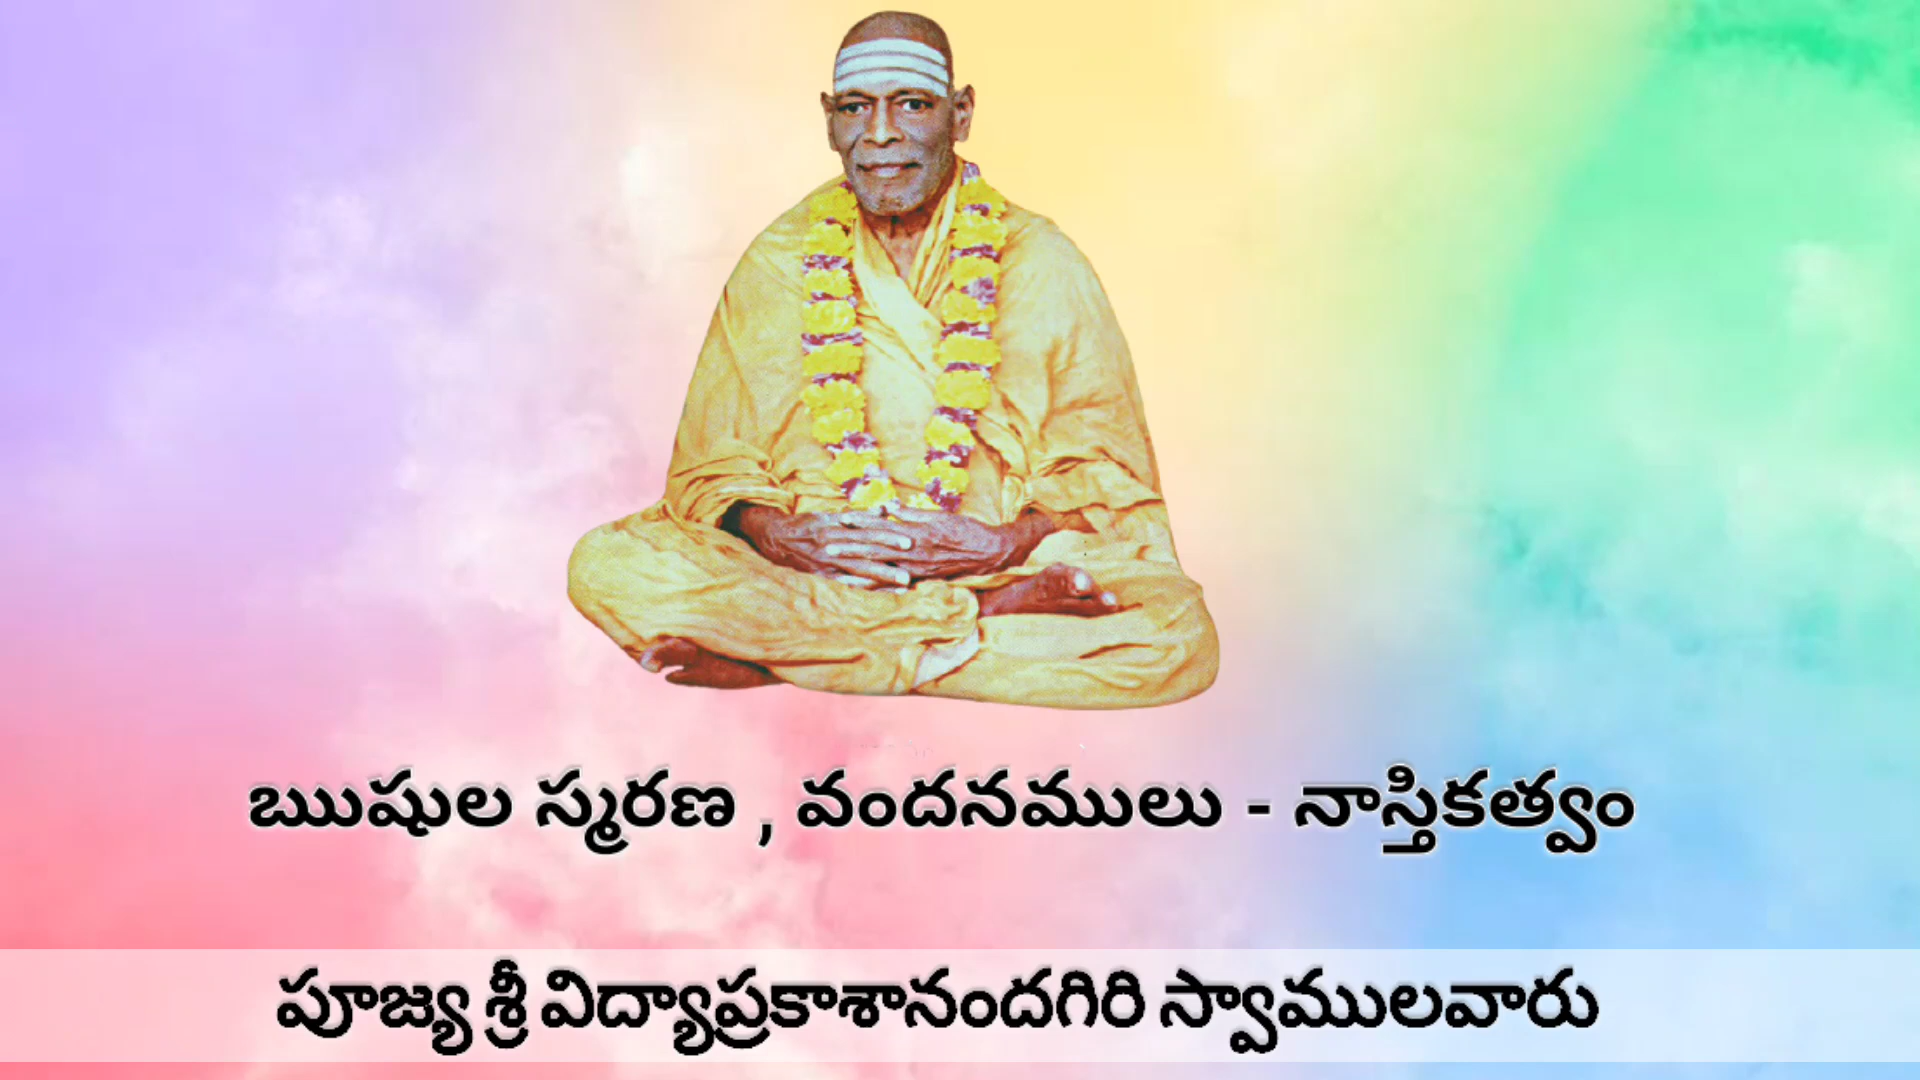 ఋషుల స్మరణ , వందనములు - నాస్తికత్వం
పూజ్య శ్రీ విద్యాప్రకాశానందగిరి స్వాములవారు